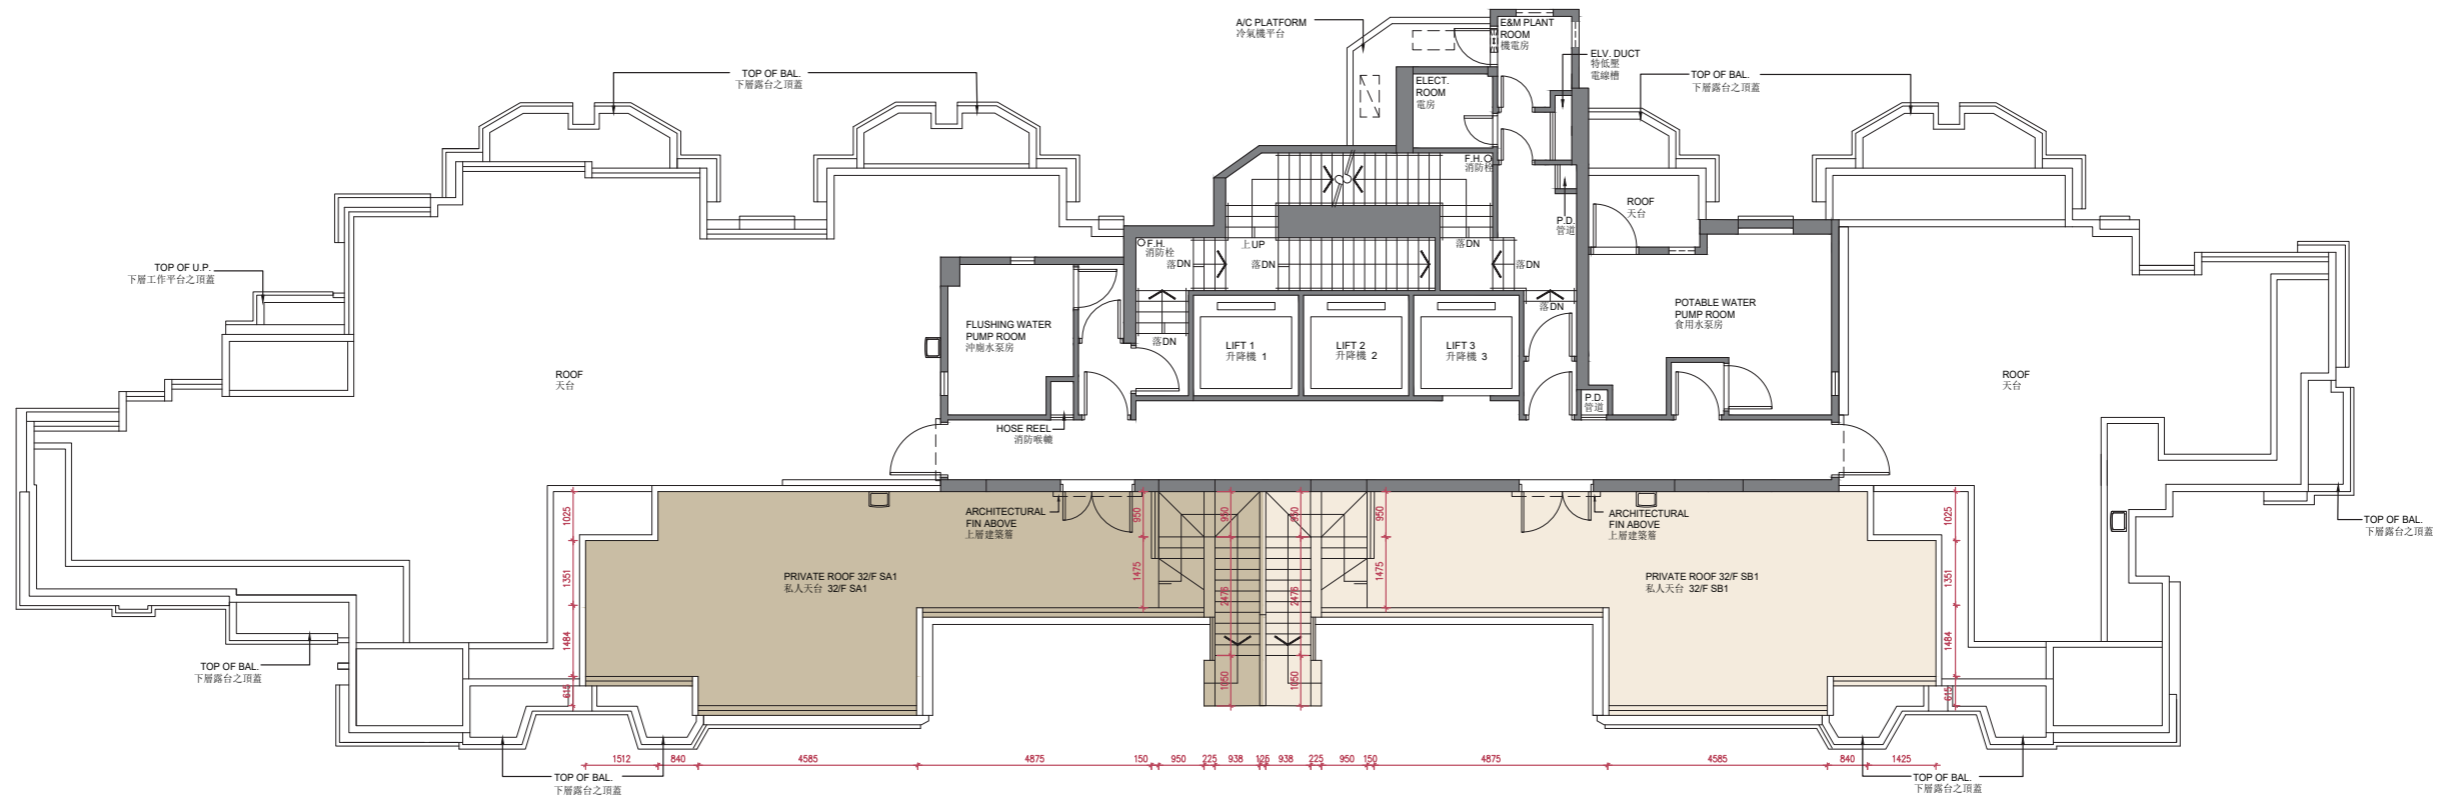 A/C PLATFORM
冷氣機平台
E&M PLANT
ROOM
機電房
ELV. DUCT
特低壓
電線槽
TOP OF BAL.
下層露台之頂蓋
ELECT.
ROOM
電房
TOP OF BAL.
下層露台之頂蓋
F.H.
消防栓
ROOF
天台
P.D.
管道
F.H.
消防栓
上UP
落DN
落DN
落DN
落DN
落DN
落DN
TOP OF U.P.
下層工作平台之頂蓋
FLUSHING WATER
PUMP ROOM
沖廁水泵房
POTABLE WATER
PUMP ROOM
食用水泵房
LIFT 1
升降機 1
LIFT 2
升降機 2
LIFT 3
升降機 3
ROOF
天台
ROOF
天台
P.D.
管道
HOSE REEL
消防喉轆
ARCHITECTURAL
FIN ABOVE
上層建築鰭
ARCHITECTURAL
FIN ABOVE
上層建築鰭
TOP OF BAL.
下層露台之頂蓋
1025
950
950
950
950
1025
PRIVATE ROOF 32/F SA1
私人天台 32/F SA1
PRIVATE ROOF 32/F SB1
私人天台 32/F SB1
1351
1475
2476
2476
1475
1351
1484
1484
TOP OF BAL.
下層露台之頂蓋
615
1050
1050
615
1512
840
4585
4875
150
950
225
938
126
938
225
950
150
4875
4585
840
1425
TOP OF BAL.
下層露台之頂蓋
TOP OF BAL.
下層露台之頂蓋